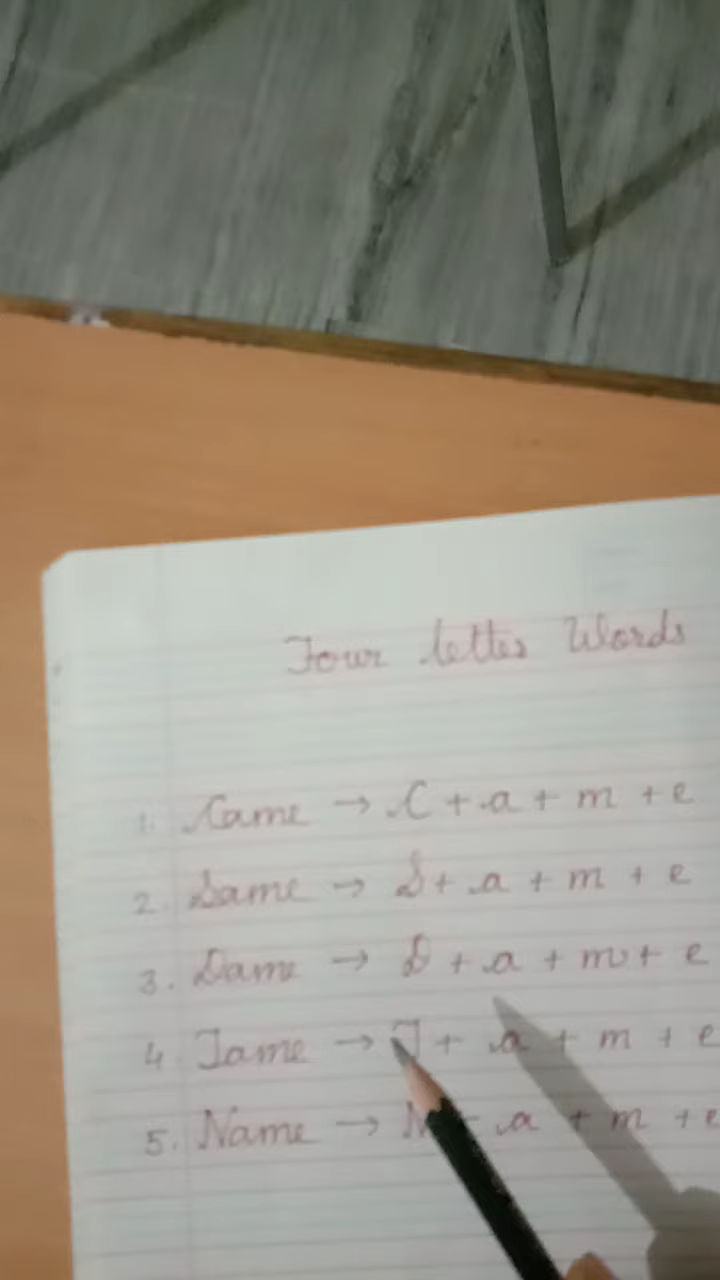 Four letter Words
1. Came → C + a + m + e
2. Same → S + a + m + e
3. Dame → D + a + m + e
4 Tame → T + a + m + e
5. Name → N + a + m + e